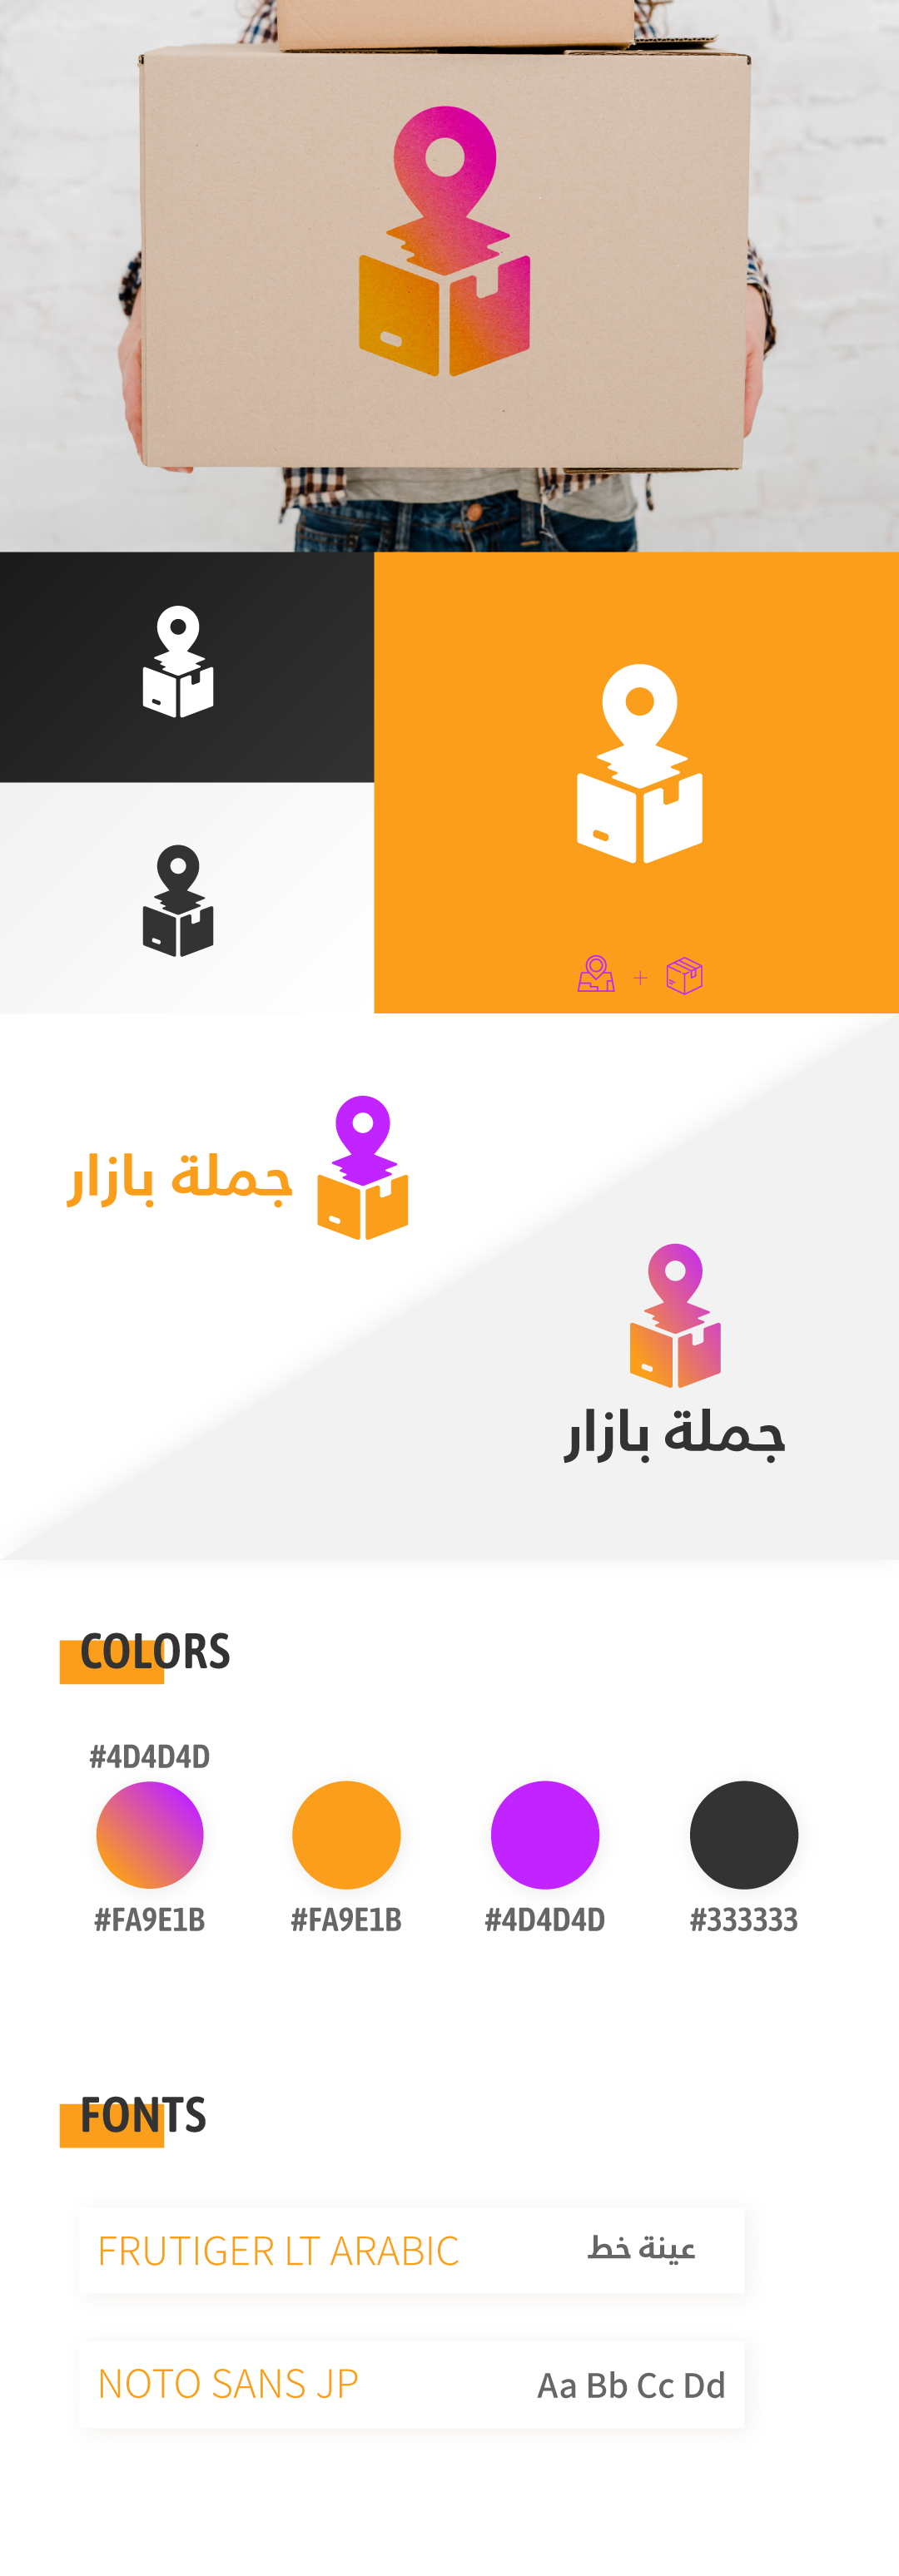 جملة بازار
جملة بازار
COLORS
#4D4D4D
#FA9E1B
#FA9E1B
#4D4D4D
#333333
FONTS
FRUTIGER LT ARABIC
عينة خط
NOTO SANS JP
Aa Bb Cc Dd